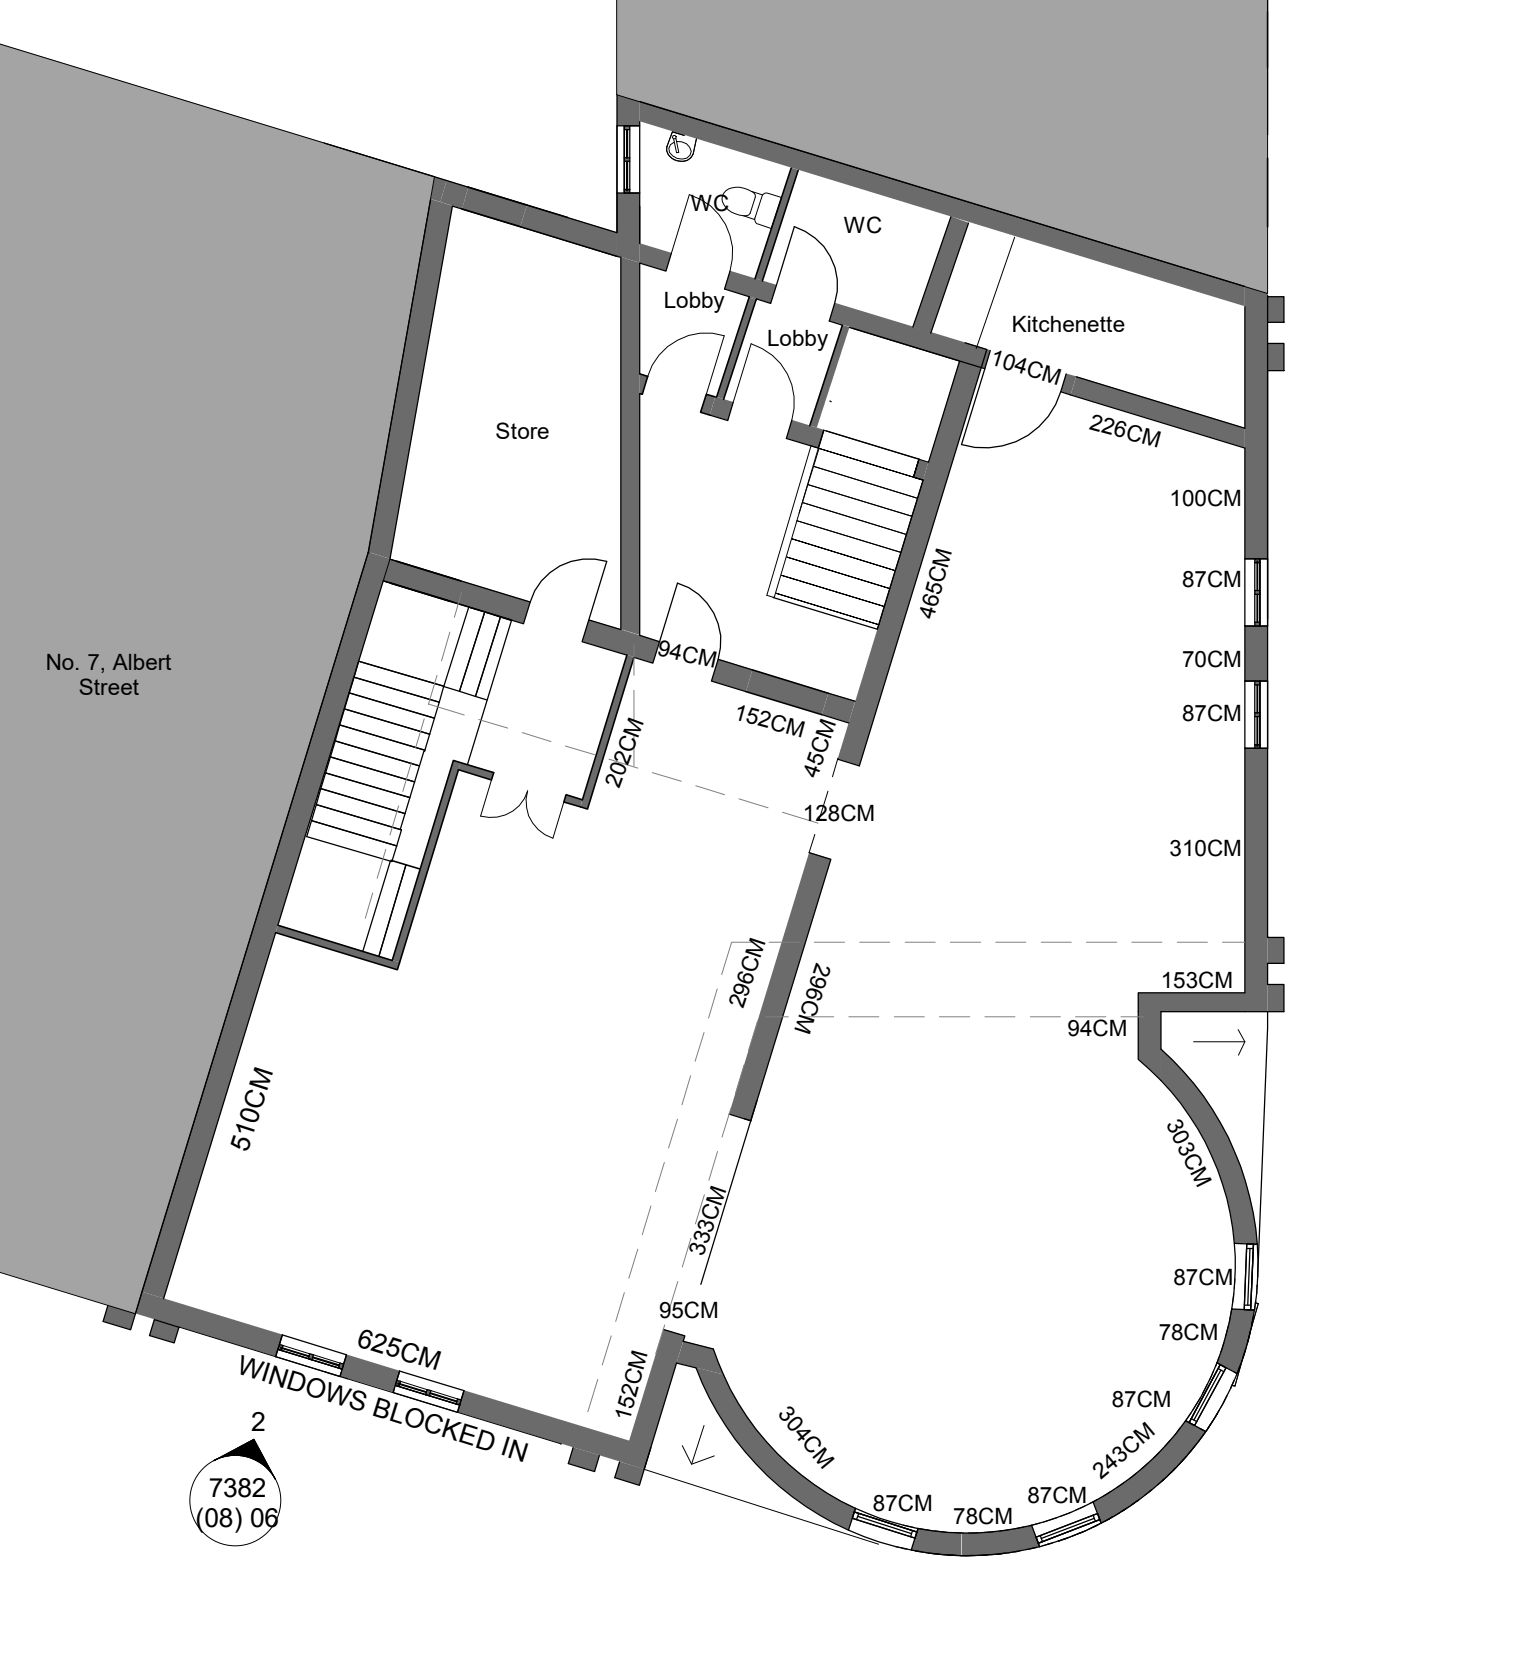 WC
WC
Lobby
Kitchenette
Lobby
104CM
226CM
Store
100CM
465CM
87CM
No. 7, Albert
Street
94CM
70CM
152CM
87CM
202CM
45CM
128CM
310CM
296CM
296CM
153CM
94CM
510CM
303CM
333CM
87CM
95CM
78CM
625CM
WINDOWS BLOCKED IN
152CM
87CM
304CM
243CM
2
7382
(08) 06
87CM
78CM
87CM